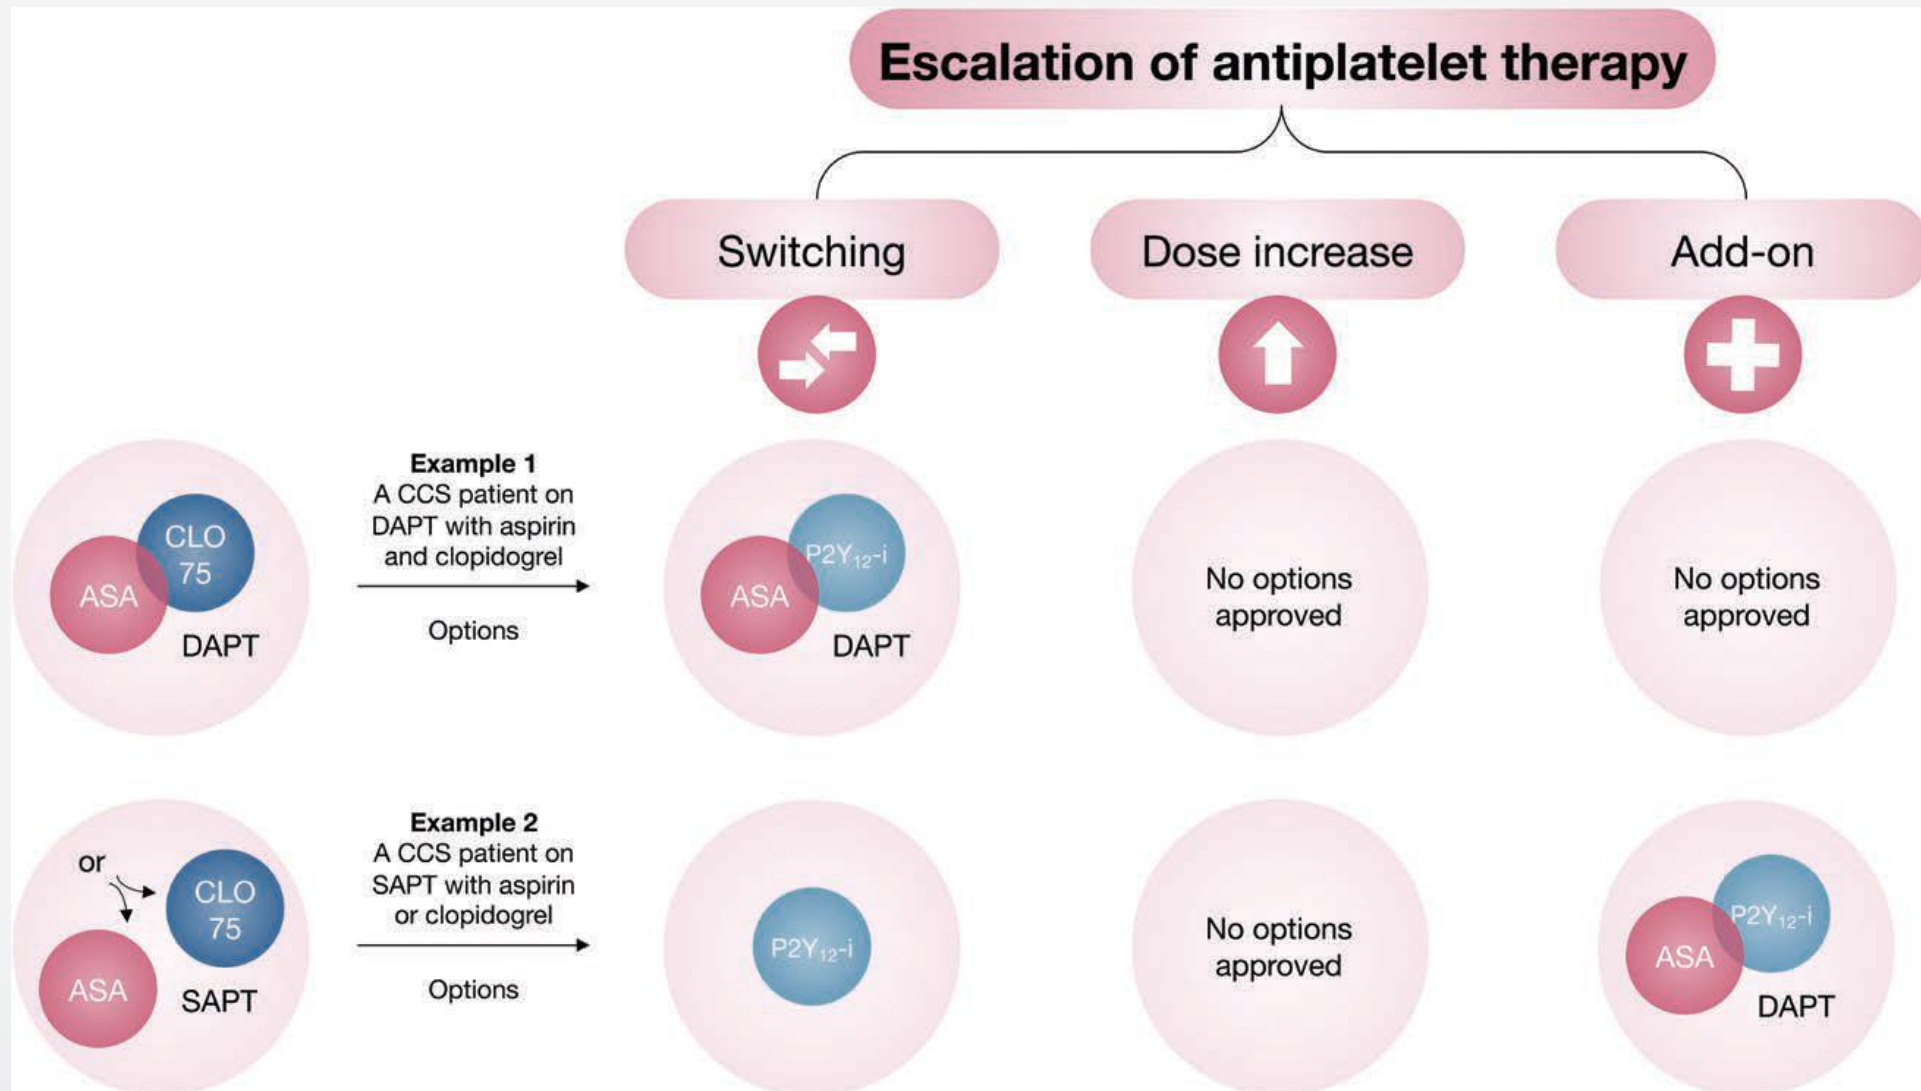 Escalation of antiplatelet therapy
Switching
Dose increase
Add-on
CLO
75
ASA
DAPT
Example 1
A CCS patient on
DAPT with aspirin
and clopidogrel
Options
P2Y₁₂-i
ASA
DAPT
No options
approved
No options
approved
or
CLO
75
ASA
SAPT
Example 2
A CCS patient on
SAPT with aspirin
or clopidogrel
Options
P2Y₁₂-i
No options
approved
P2Y₁₂-i
ASA
DAPT